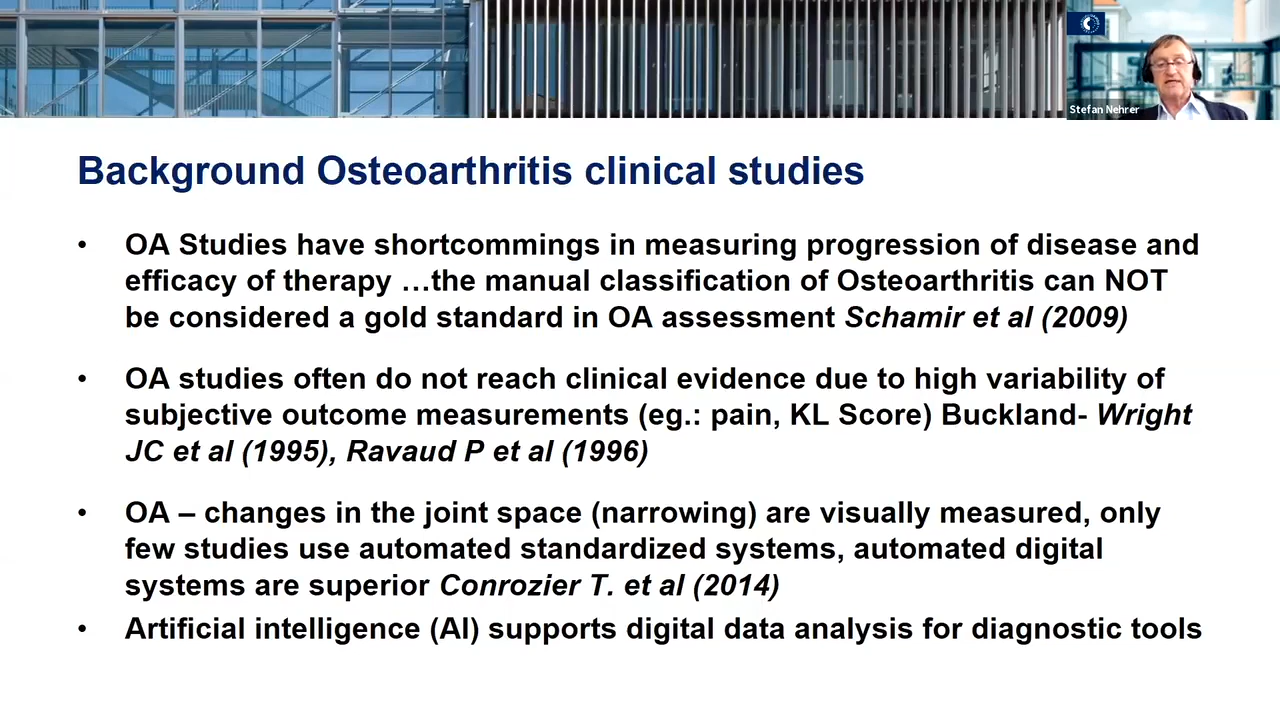 Stefan Nehrer
Background Osteoarthritis clinical studies
• OA Studies have shortcommings in measuring progression of disease and
efficacy of therapy …the manual classification of Osteoarthritis can NOT
be considered a gold standard in OA assessment Schamir et al (2009)
• OA studies often do not reach clinical evidence due to high variability of
subjective outcome measurements (eg.: pain, KL Score) Buckland- Wright
JC et al (1995), Ravaud P et al (1996)
• OA – changes in the joint space (narrowing) are visually measured, only
few studies use automated standardized systems, automated digital
systems are superior Conrozier T. et al (2014)
• Artificial intelligence (AI) supports digital data analysis for diagnostic tools